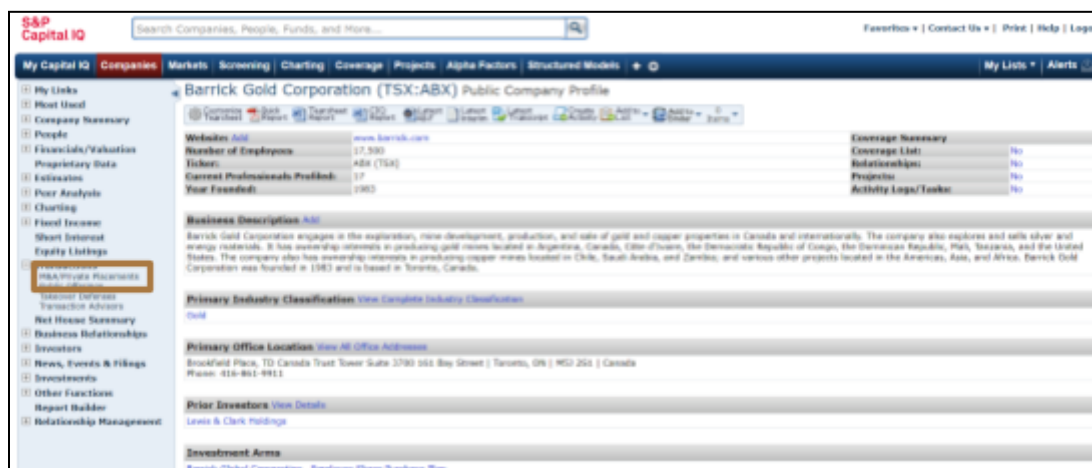 S&P
Capital IQ
Search Companies, People, Funds, and More...
Favorites | Contact Us | Print | Help | Logo
My Capital IQ Companies Markets Screening Charting Coverage Projects Alpha Factors Structured Models + My Lists Alerts
My Links
Most Used
Company Summary
People
Financials/Valuation
Proprietary Data
Estimates
Peer Analysis
Charting
Fixed Income
Short Interest
Equity Listings
M&A/Private Placements
Takeover Defenses
Transaction Advisors
Net House Summary
Business Relationships
Investors
News, Events & Filings
Investments
Other Functions
Report Builder
Relationship Management
Barrick Gold Corporation (TSX:ABX) Public Company Profile
Website: Add www.barrick.com
Number of Employees: 17,500
Ticker: ABX (TSX)
Current Professionals Profiled: 17
Year Founded: 1983
Coverage Summary
Coverage List: No
Relationships: No
Projects: No
Activity Logs/Tasks: No
Business Description Add
Barrick Gold Corporation engages in the exploration, mine development, production, and sale of gold and copper properties in Canada and internationally. The company also explores and sells silver and
energy materials. It has ownership interests in producing gold mines located in Argentina, Canada, Côte d'Ivoire, the Democratic Republic of Congo, the Dominican Republic, Mali, Tanzania, and the United
States. The company also has ownership interests in producing copper mines located in Chile, Saudi Arabia, and Zambia; and various other projects located in the Americas, Asia, and Africa. Barrick Gold
Corporation was founded in 1983 and is based in Toronto, Canada.
Primary Industry Classification View Complete Industry Classification
Gold
Primary Office Location View All Office Addresses
Brookfield Place, TD Canada Trust Tower Suite 3700 161 Bay Street | Toronto, ON | M5J 2S1 | Canada
Phone: 416-861-9911
Prior Investors View Details
Lewis & Clark Holdings
Investment Arms